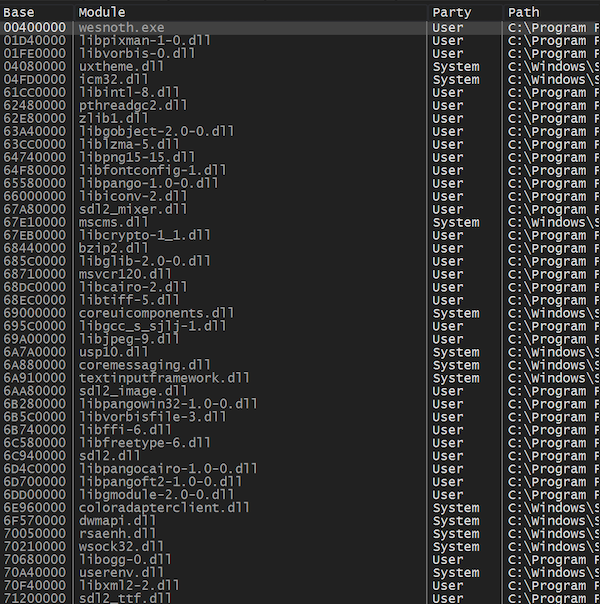 Base Module Party Path
00400000 wesnoth.exe User C:\Program F
01D40000 libpixman-1-0.dll User C:\Program F
01FE0000 libvorbis-0.dll User C:\Program F
04080000 uxtheme.dll System C:\Windows\S
04FD0000 icm32.dll System C:\Windows\S
61CC0000 libintl-8.dll User C:\Program F
62480000 pthreadgc2.dll User C:\Program F
62E80000 zlib1.dll User C:\Program F
63A40000 libgobject-2.0-0.dll User C:\Program F
63CC0000 liblzma-5.dll User C:\Program F
64740000 libpng15-15.dll User C:\Program F
64F80000 libfontconfig-1.dll User C:\Program F
65580000 libpango-1.0-0.dll User C:\Program F
66000000 libiconv-2.dll User C:\Program F
67A80000 sdl2_mixer.dll User C:\Program F
67E10000 mscms.dll System C:\Windows\S
67EB0000 libcrypto-1_1.dll User C:\Program F
68440000 bzip2.dll User C:\Program F
685C0000 libglib-2.0-0.dll User C:\Program F
68710000 msvcr120.dll User C:\Program F
68DC0000 libcairo-2.dll User C:\Program F
68EC0000 libtiff-5.dll User C:\Program F
69000000 coreuicomponents.dll System C:\Windows\S
695C0000 libgcc_s_sjlj-1.dll User C:\Program F
69A00000 libjpeg-9.dll User C:\Program F
6A7A0000 usp10.dll System C:\Windows\S
6A880000 coremessaging.dll System C:\Windows\S
6A910000 textinputframework.dll System C:\Windows\S
6AA80000 sdl2_image.dll User C:\Program F
6B280000 libpangowin32-1.0-0.dll User C:\Program F
6B5C0000 libvorbisfile-3.dll User C:\Program F
6B740000 libffi-6.dll User C:\Program F
6C580000 libfreetype-6.dll User C:\Program F
6C940000 sdl2.dll User C:\Program F
6D4C0000 libpangocairo-1.0-0.dll User C:\Program F
6D700000 libpangoft2-1.0-0.dll User C:\Program F
6DD00000 libgmodule-2.0-0.dll User C:\Program F
6E960000 coloradapterclient.dll System C:\Windows\S
6F570000 dwmapi.dll System C:\Windows\S
70050000 rsaenh.dll System C:\Windows\S
70210000 wsock32.dll System C:\Windows\S
70680000 libogg-0.dll User C:\Program F
70A40000 userenv.dll System C:\Windows\S
70F40000 libxml2-2.dll User C:\Program F
71200000 sdl2_ttf.dll User C:\Program F